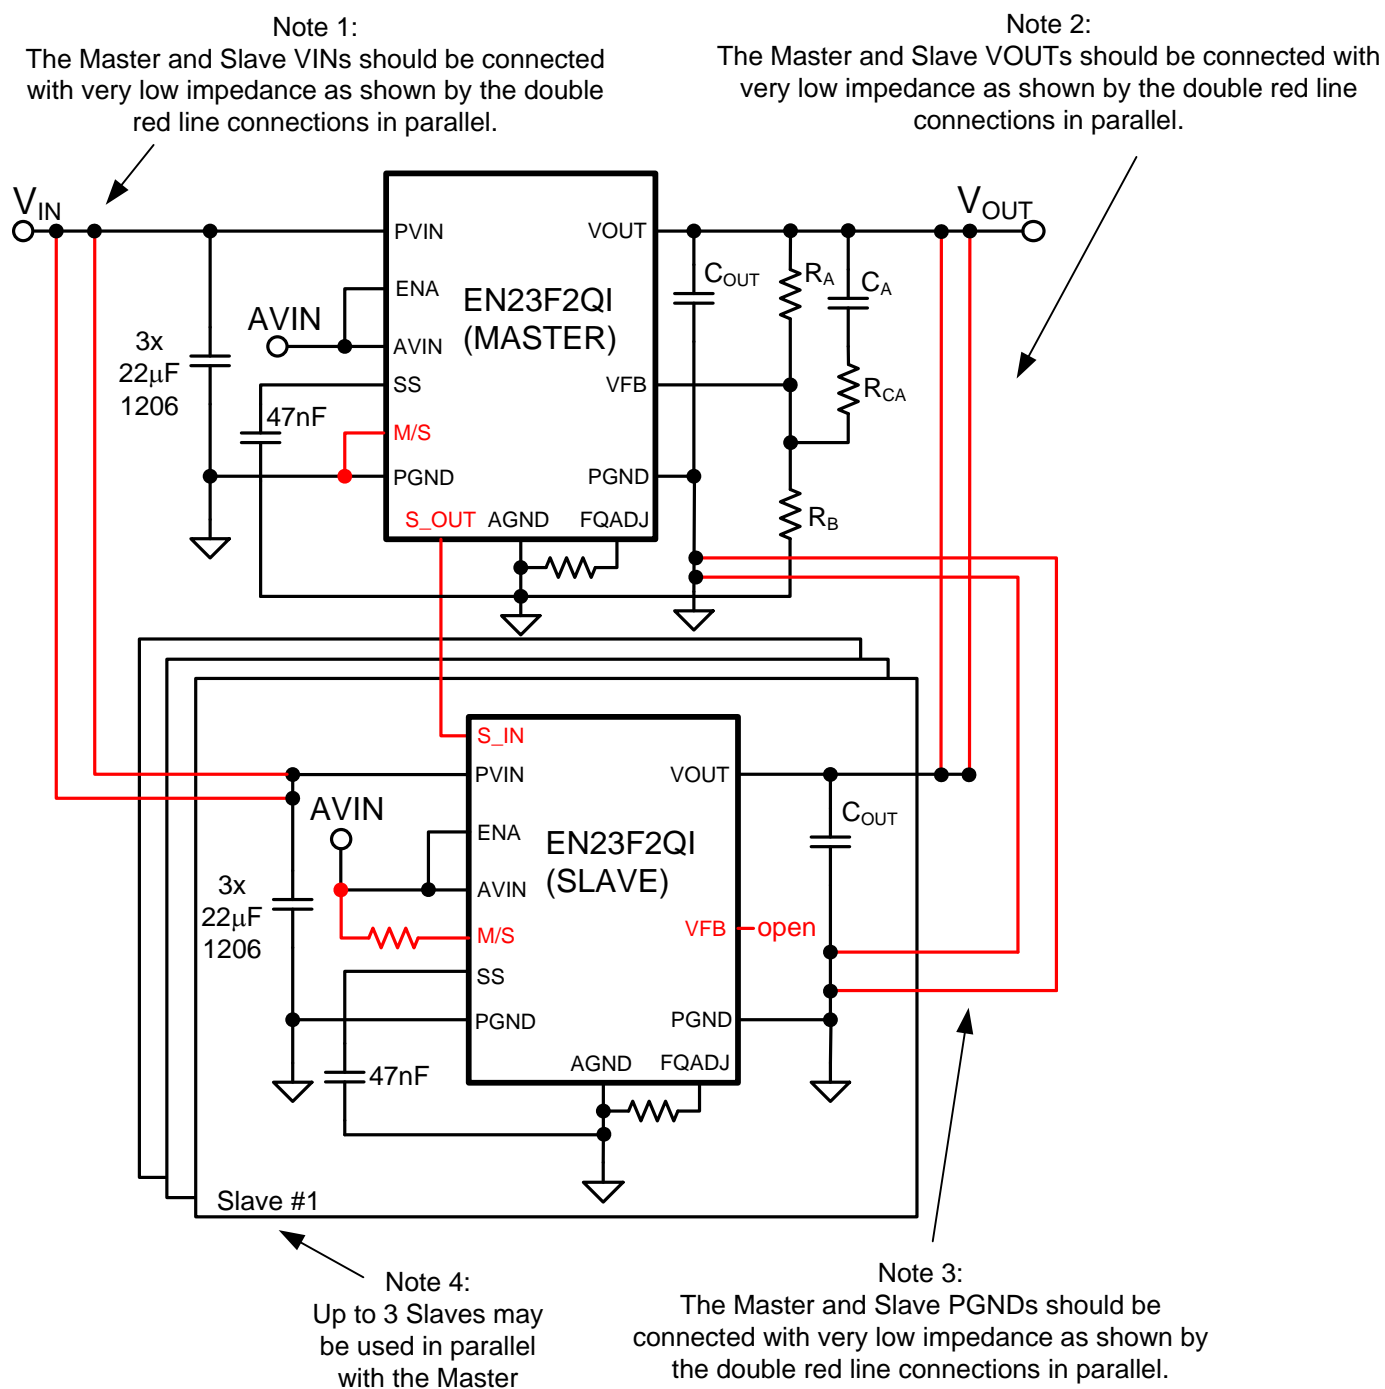 Note 1:
The Master and Slave VINs should be connected
with very low impedance as shown by the double
red line connections in parallel.
Note 2:
The Master and Slave VOUTs should be connected with
very low impedance as shown by the double red line
connections in parallel.
VIN
VOUT
PVIN
VOUT
ENA
AVIN
EN23F2QI
(MASTER)
COUT
RA
CA
AVIN
3x
22µF
1206
SS
VFB
RCA
47nF
M/S
PGND
PGND
S_OUT
AGND
FQADJ
RB
S_IN
PVIN
VOUT
AVIN
ENA
EN23F2QI
(SLAVE)
COUT
AVIN
3x
22µF
1206
M/S
VFB
open
SS
PGND
PGND
AGND
FQADJ
47nF
Slave #1
Note 4:
Up to 3 Slaves may
be used in parallel
with the Master
Note 3:
The Master and Slave PGNDs should be
connected with very low impedance as shown by
the double red line connections in parallel.